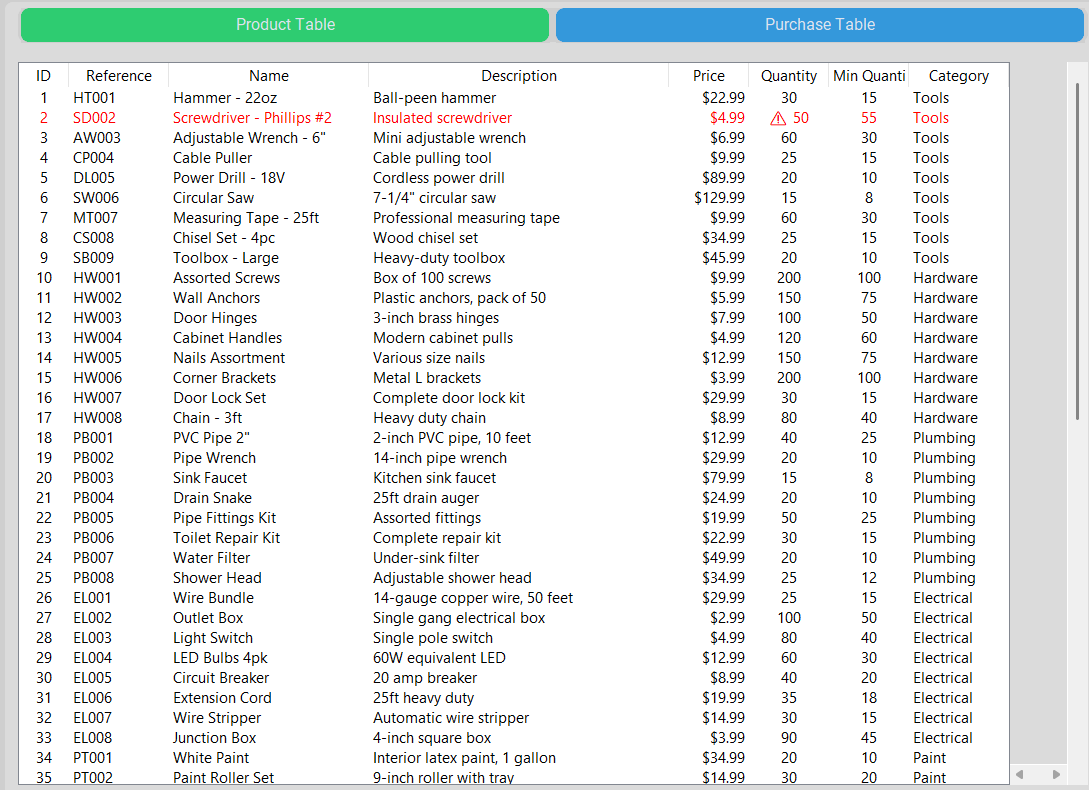 Product Table Purchase Table
ID Reference Name Description Price Quantity Min Quanti Category
1 HT001 Hammer - 22oz Ball-peen hammer $22.99 30 15 Tools
2 SD002 Screwdriver - Phillips #2 Insulated screwdriver $4.99 ⚠ 50 55 Tools
3 AW003 Adjustable Wrench - 6" Mini adjustable wrench $6.99 60 30 Tools
4 CP004 Cable Puller Cable pulling tool $9.99 25 15 Tools
5 DL005 Power Drill - 18V Cordless power drill $89.99 20 10 Tools
6 SW006 Circular Saw 7-1/4" circular saw $129.99 15 8 Tools
7 MT007 Measuring Tape - 25ft Professional measuring tape $9.99 60 30 Tools
8 CS008 Chisel Set - 4pc Wood chisel set $34.99 25 15 Tools
9 SB009 Toolbox - Large Heavy-duty toolbox $45.99 20 10 Tools
10 HW001 Assorted Screws Box of 100 screws $9.99 200 100 Hardware
11 HW002 Wall Anchors Plastic anchors, pack of 50 $5.99 150 75 Hardware
12 HW003 Door Hinges 3-inch brass hinges $7.99 100 50 Hardware
13 HW004 Cabinet Handles Modern cabinet pulls $4.99 120 60 Hardware
14 HW005 Nails Assortment Various size nails $12.99 150 75 Hardware
15 HW006 Corner Brackets Metal L brackets $3.99 200 100 Hardware
16 HW007 Door Lock Set Complete door lock kit $29.99 30 15 Hardware
17 HW008 Chain - 3ft Heavy duty chain $8.99 80 40 Hardware
18 PB001 PVC Pipe 2" 2-inch PVC pipe, 10 feet $12.99 40 25 Plumbing
19 PB002 Pipe Wrench 14-inch pipe wrench $29.99 20 10 Plumbing
20 PB003 Sink Faucet Kitchen sink faucet $79.99 15 8 Plumbing
21 PB004 Drain Snake 25ft drain auger $24.99 20 10 Plumbing
22 PB005 Pipe Fittings Kit Assorted fittings $19.99 50 25 Plumbing
23 PB006 Toilet Repair Kit Complete repair kit $22.99 30 15 Plumbing
24 PB007 Water Filter Under-sink filter $49.99 20 10 Plumbing
25 PB008 Shower Head Adjustable shower head $34.99 25 12 Plumbing
26 EL001 Wire Bundle 14-gauge copper wire, 50 feet $29.99 25 15 Electrical
27 EL002 Outlet Box Single gang electrical box $2.99 100 50 Electrical
28 EL003 Light Switch Single pole switch $4.99 80 40 Electrical
29 EL004 LED Bulbs 4pk 60W equivalent LED $12.99 60 30 Electrical
30 EL005 Circuit Breaker 20 amp breaker $8.99 40 20 Electrical
31 EL006 Extension Cord 25ft heavy duty $19.99 35 18 Electrical
32 EL007 Wire Stripper Automatic wire stripper $14.99 30 15 Electrical
33 EL008 Junction Box 4-inch square box $3.99 90 45 Electrical
34 PT001 White Paint Interior latex paint, 1 gallon $34.99 20 10 Paint
35 PT002 Paint Roller Set 9-inch roller with tray $14.99 30 20 Paint